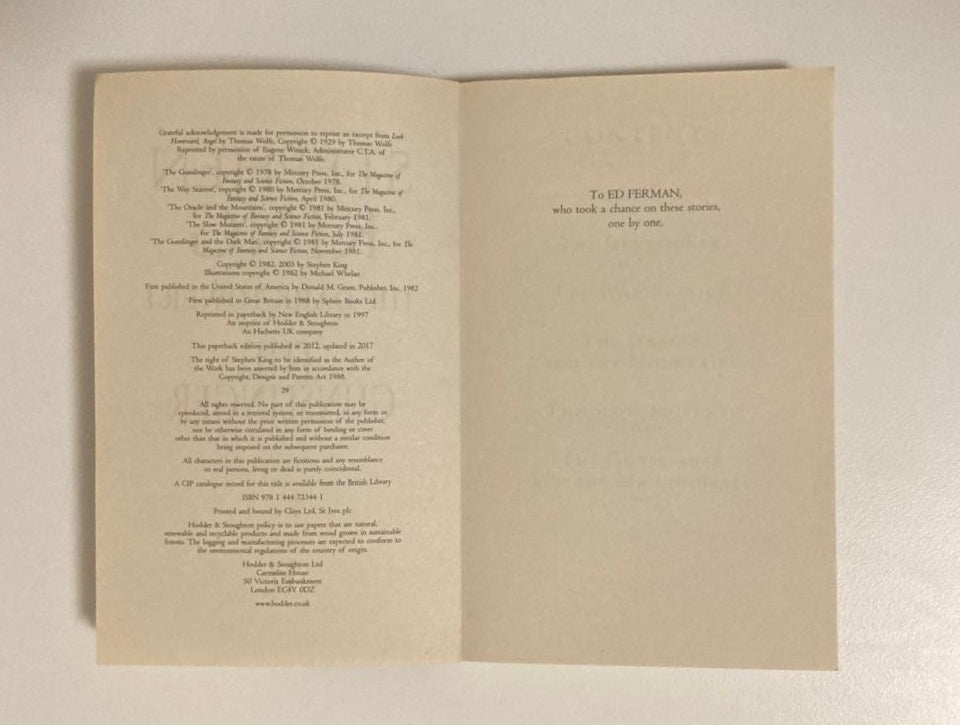 Grateful acknowledgement is made for permission to reprint an excerpt from Look
Homeward, Angel by Thomas Wolfe, Copyright © 1929 by Thomas Wolfe
Reprinted by permission of Eugene Winick, Administrator C.T.A. of
the estate of Thomas Wolfe.
'The Gunslinger', copyright © 1978 by Mercury Press, Inc., for The Magazine of
Fantasy and Science Fiction, October 1978.
'The Way Station', copyright © 1980 by Mercury Press, Inc., for The Magazine of
Fantasy and Science Fiction, April 1980.
'The Oracle and the Mountains', copyright © 1981 by Mercury Press, Inc.,
for The Magazine of Fantasy and Science Fiction, February 1981.
'The Slow Mutants', copyright © 1981 by Mercury Press, Inc.,
for The Magazine of Fantasy and Science Fiction, July 1981.
'The Gunslinger and the Dark Man', copyright © 1981 by Mercury Press, Inc., for The
Magazine of Fantasy and Science Fiction, November 1981.
Copyright © 1982, 2003 by Stephen King
Illustrations copyright © 1982 by Michael Whelan
First published in the United States of America by Donald M. Grant, Publisher, Inc. 1982
First published in Great Britain in 1988 by Sphere Books Ltd
Reprinted in paperback by New English Library in 1997
An imprint of Hodder & Stoughton
An Hachette UK company
This paperback edition published in 2012, updated in 2017
The right of Stephen King to be identified as the Author of
the Work has been asserted by him in accordance with the
Copyright, Designs and Patents Act 1988.
29
All rights reserved. No part of this publication may be
reproduced, stored in a retrieval system, or transmitted, in any form or
by any means without the prior written permission of the publisher,
nor be otherwise circulated in any form of binding or cover
other than that in which it is published and without a similar condition
being imposed on the subsequent purchaser.
All characters in this publication are fictitious and any resemblance
to real persons, living or dead is purely coincidental.
A CIP catalogue record for this title is available from the British Library
ISBN 978 1 444 72344 1
Printed and bound by Clays Ltd, St Ives plc
Hodder & Stoughton policy is to use papers that are natural,
renewable and recyclable products and made from wood grown in sustainable
forests. The logging and manufacturing processes are expected to conform to
the environmental regulations of the country of origin.
Hodder & Stoughton Ltd
Carmelite House
50 Victoria Embankment
London EC4Y 0DZ
www.hodder.co.uk
To ED FERMAN,
who took a chance on these stories,
one by one.